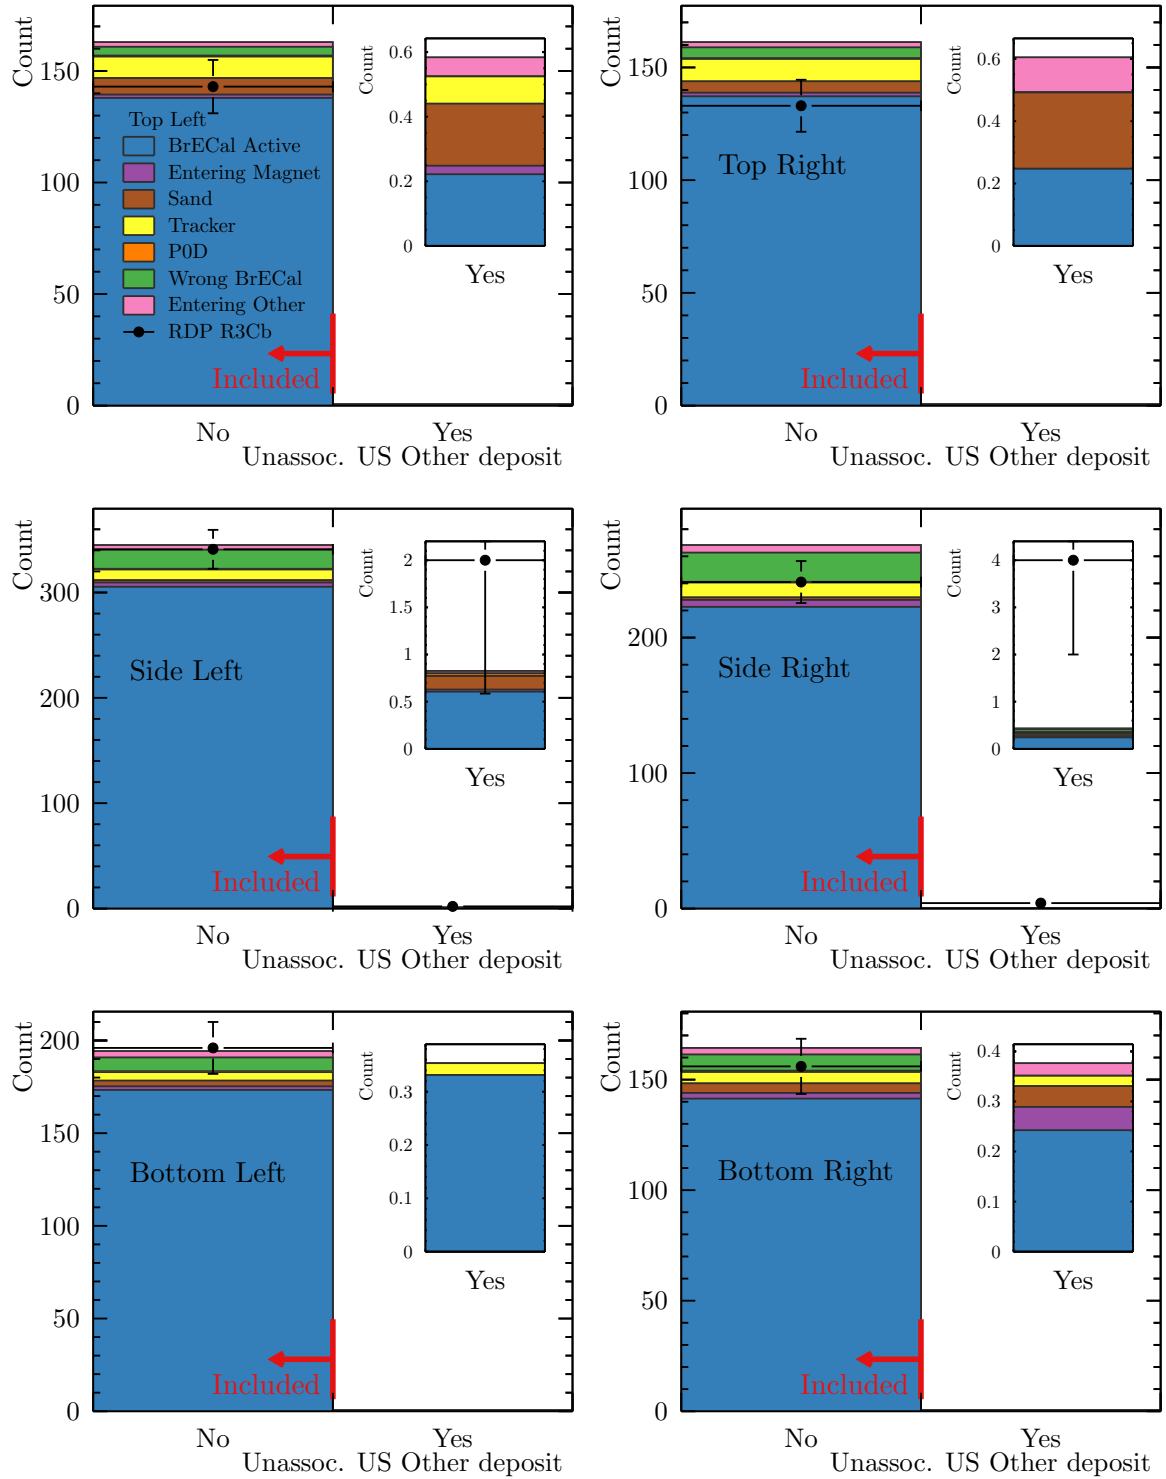 Count
150
100
50
0
Top Left
BrECal Active
Entering Magnet
Sand
Tracker
P0D
Wrong BrECal
Entering Other
RDP R3Cb
Included
Count
0.6
0.4
0.2
0
Yes
No
Yes
Unassoc. US Other deposit
Count
150
100
50
0
Top Right
Included
Count
0.6
0.4
0.2
0
Yes
No
Yes
Unassoc. US Other deposit
Count
300
200
100
0
Side Left
Included
Count
2
1.5
1
0.5
0
Yes
No
Yes
Unassoc. US Other deposit
Count
200
100
0
Side Right
Included
Count
4
3
2
1
0
Yes
No
Yes
Unassoc. US Other deposit
Count
200
150
100
50
0
Bottom Left
Included
Count
0.3
0.2
0.1
0
Yes
No
Yes
Unassoc. US Other deposit
Count
150
100
50
0
Bottom Right
Included
Count
0.4
0.3
0.2
0.1
0
Yes
No
Yes
Unassoc. US Other deposit